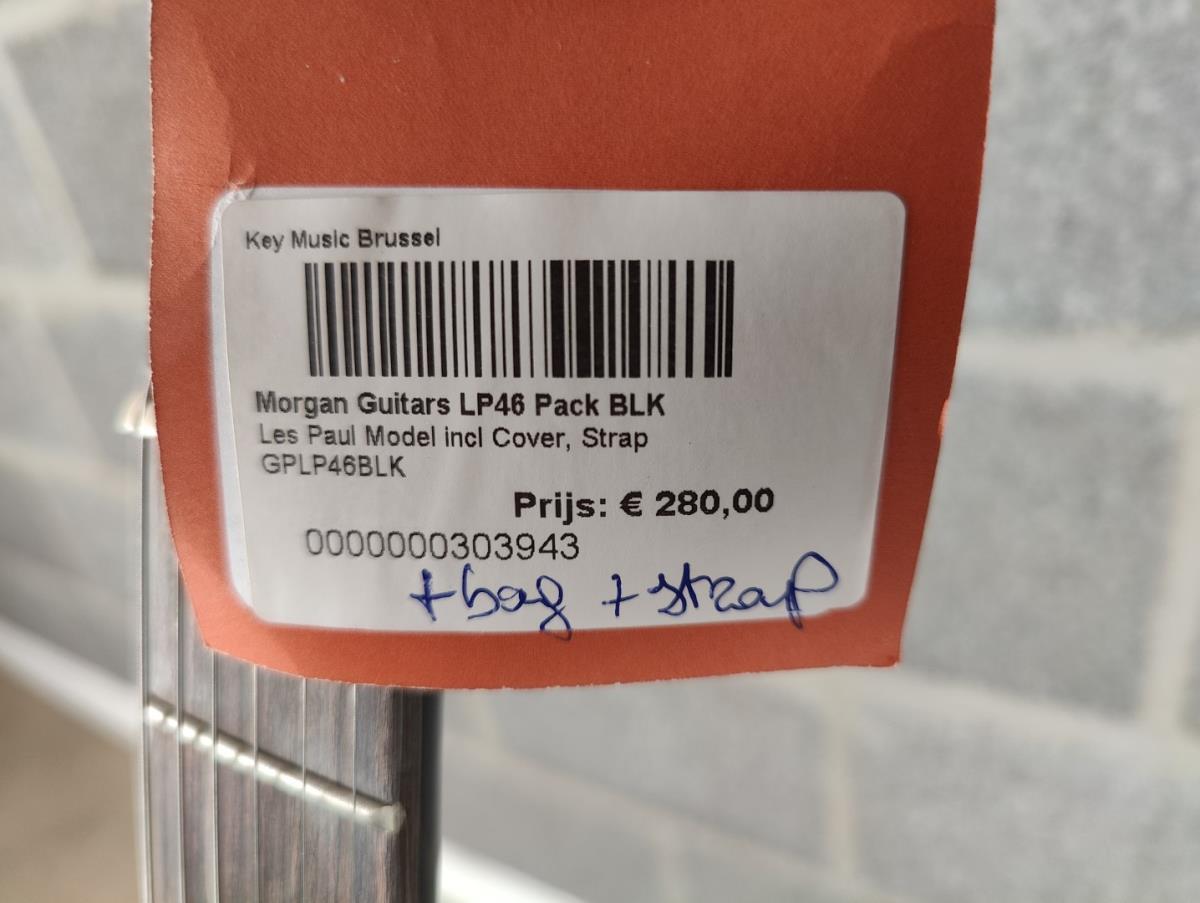 Key Music Brussel
Morgan Guitars LP46 Pack BLK
Les Paul Model incl Cover, Strap
GPLP46BLK
Prijs: € 280,00
0000000303943
+bag + strap